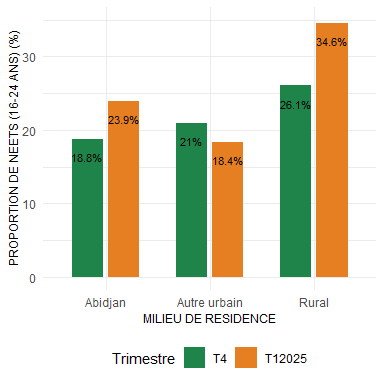 PROPORTION DE NEETS (16-24 ANS) (%)
30
20
10
0
18.8%
23.9%
21%
18.4%
26.1%
34.6%
Abidjan
Autre urbain
Rural
MILIEU DE RESIDENCE
Trimestre
T4
T12025